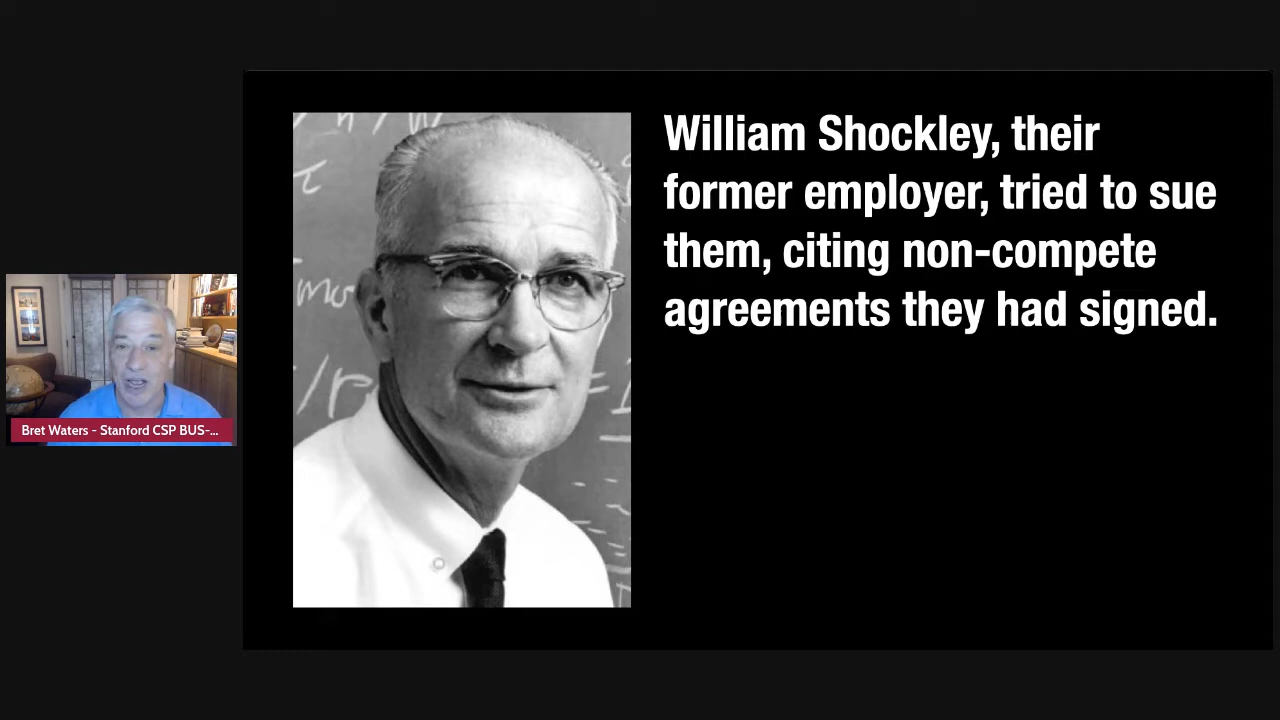 William Shockley, their
former employer, tried to sue
them, citing non-compete
agreements they had signed.
Bret Waters - Stanford CSP BUS-...